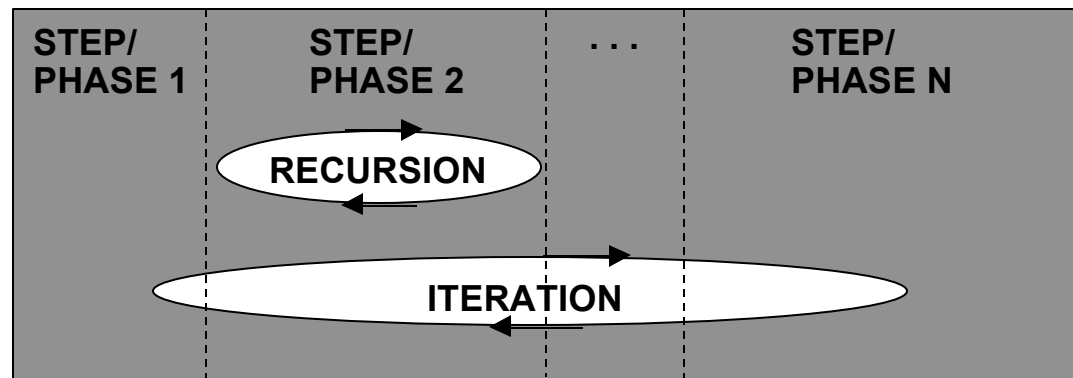 STEP/
PHASE 1
STEP/
PHASE 2
. . .
STEP/
PHASE N
RECURSION
ITERATION